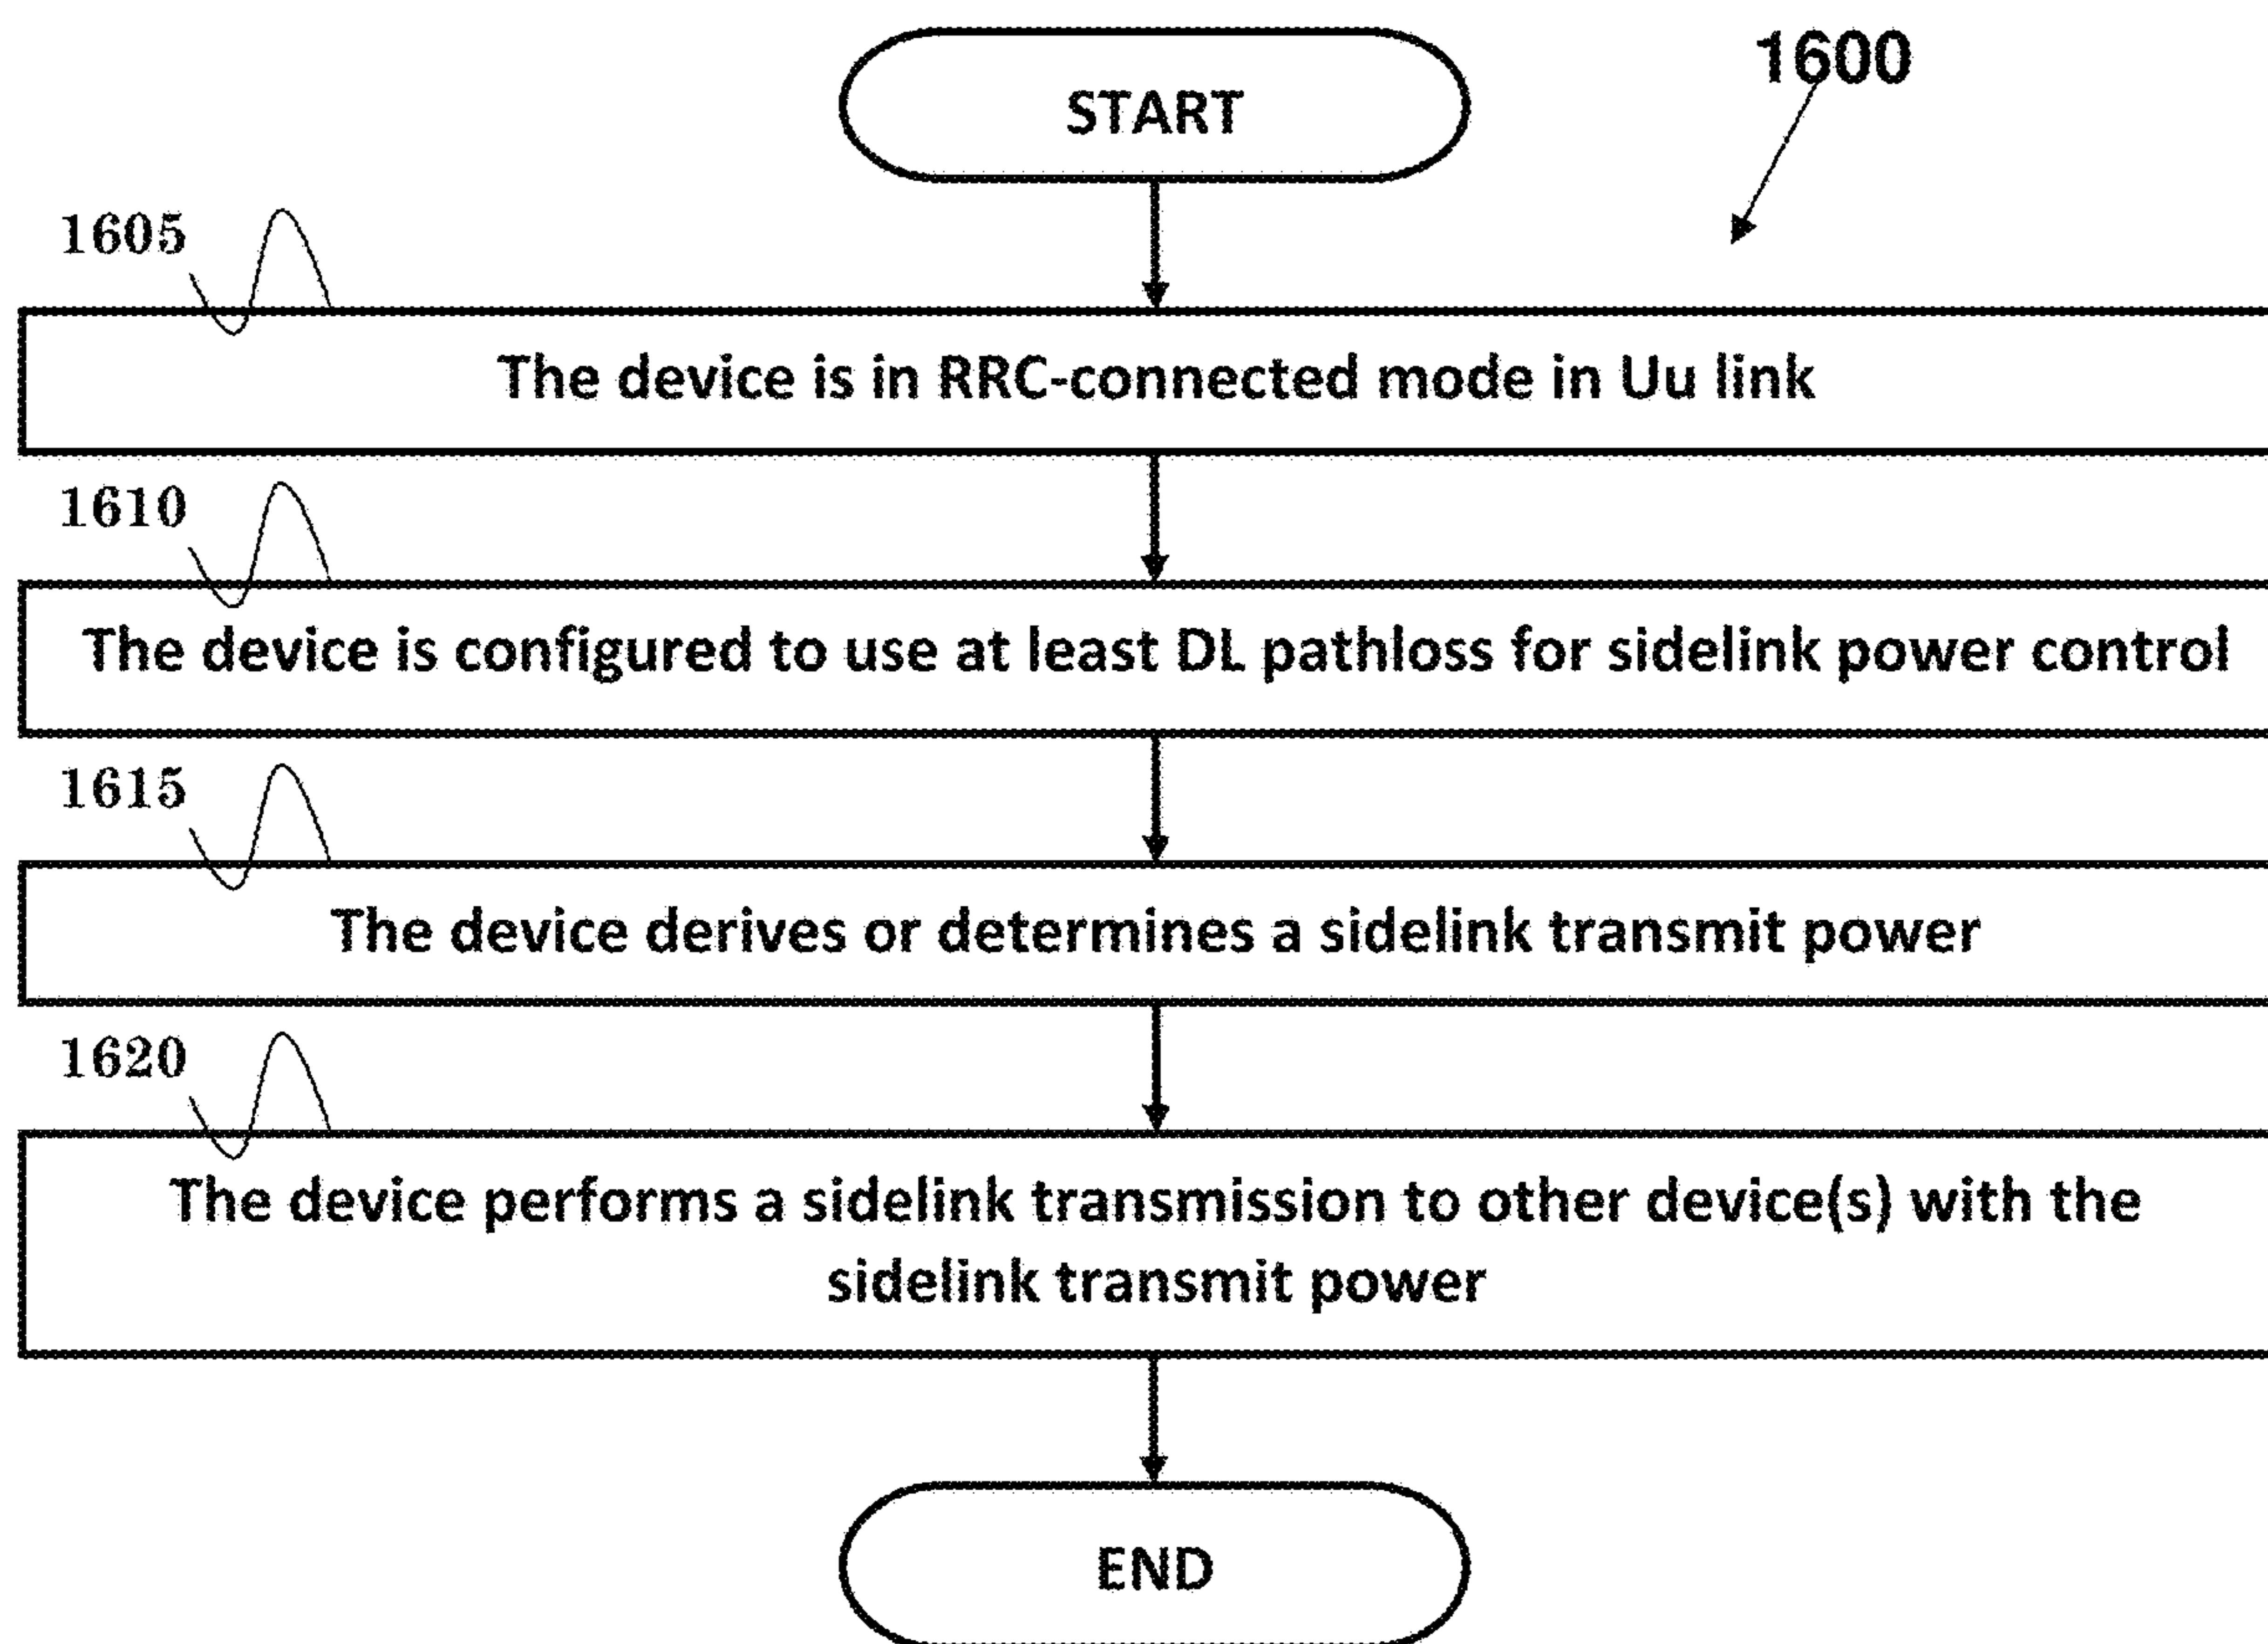 START
1600
1605
The device is in RRC-connected mode in Uu link
1610
The device is configured to use at least DL pathloss for sidelink power control
1615
The device derives or determines a sidelink transmit power
1620
The device performs a sidelink transmission to other device(s) with the
sidelink transmit power
END